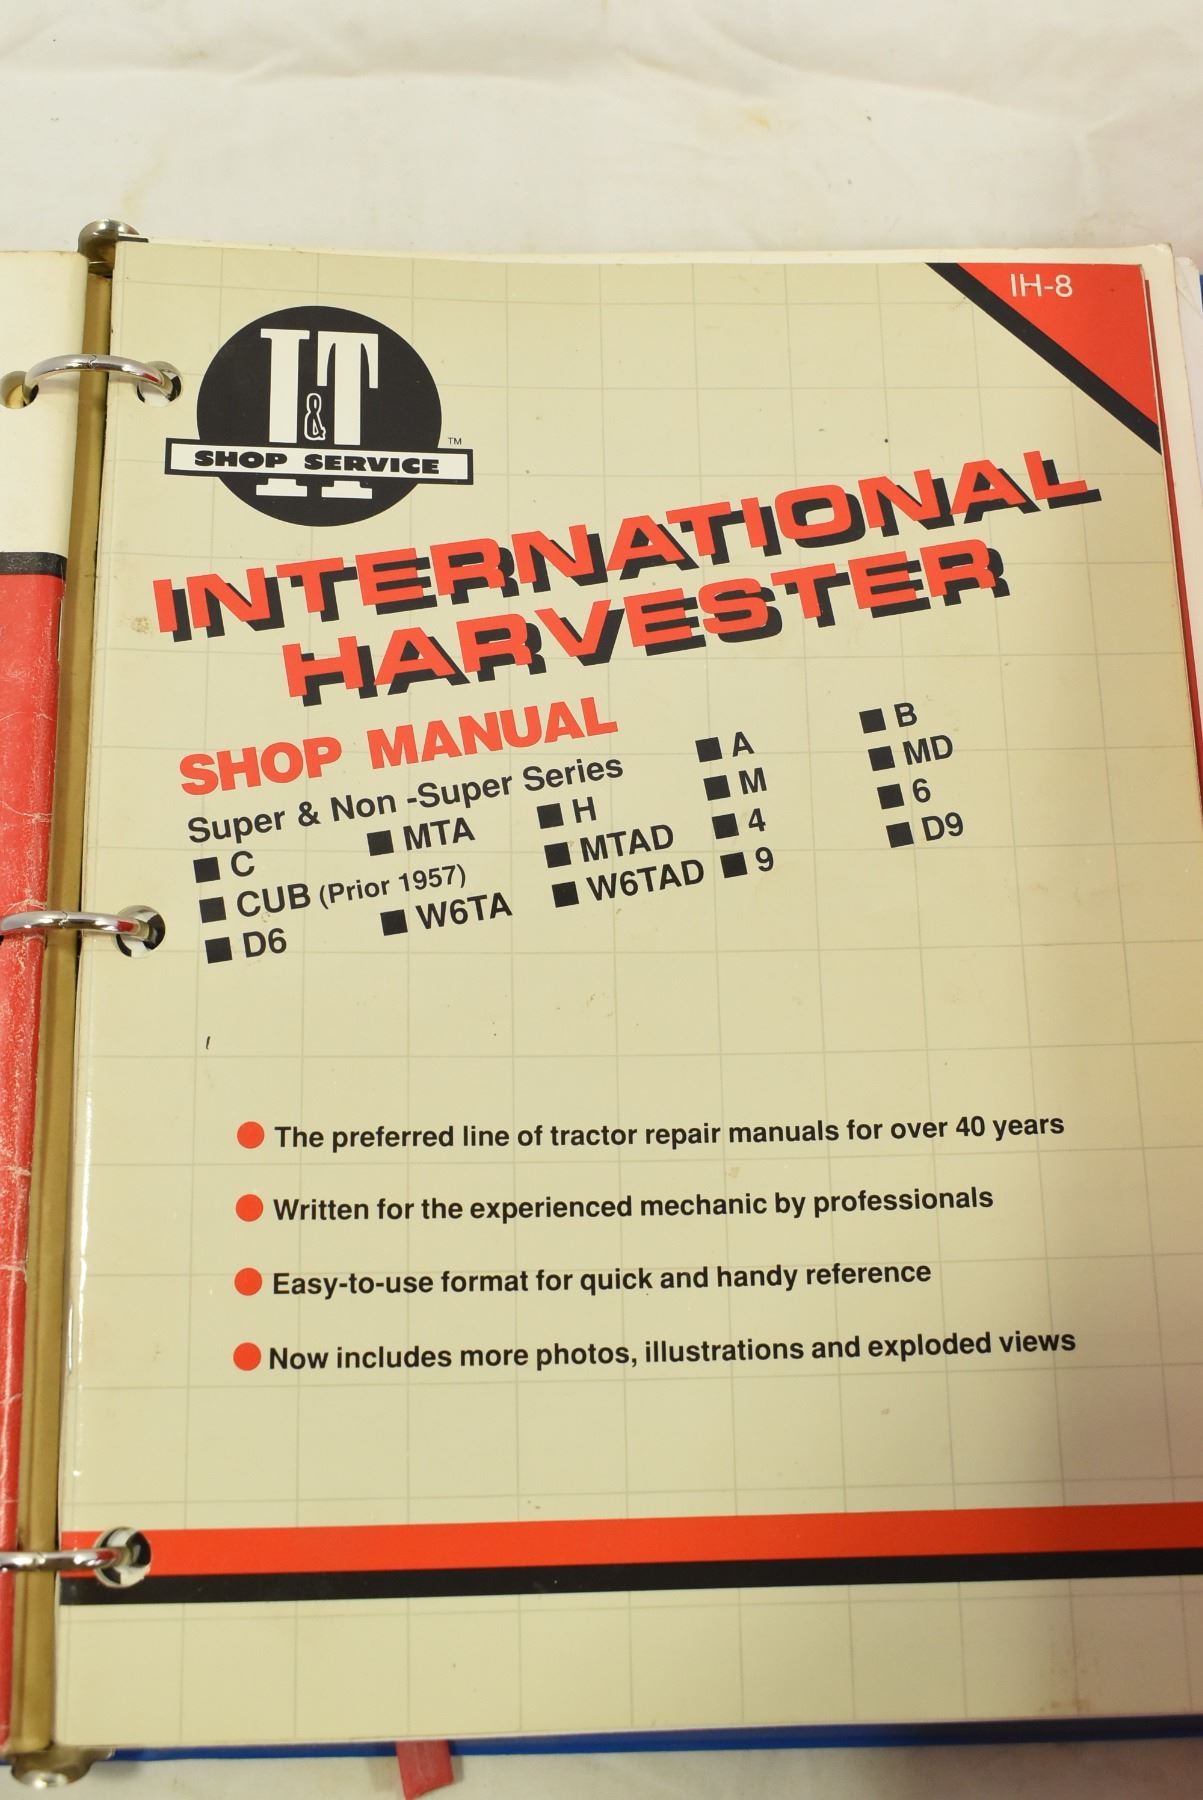 IH-8
I&T
™
SHOP SERVICE
INTERNATIONAL
HARVESTER
SHOP MANUAL
Super & Non -Super Series
■ A ■ B
■ C ■ MTA ■ H ■ M ■ MD
■ CUB (Prior 1957) ■ MTAD ■ 4 ■ 6
■ D6 ■ W6TA ■ W6TAD ■ 9 ■ D9
● The preferred line of tractor repair manuals for over 40 years
● Written for the experienced mechanic by professionals
● Easy-to-use format for quick and handy reference
● Now includes more photos, illustrations and exploded views